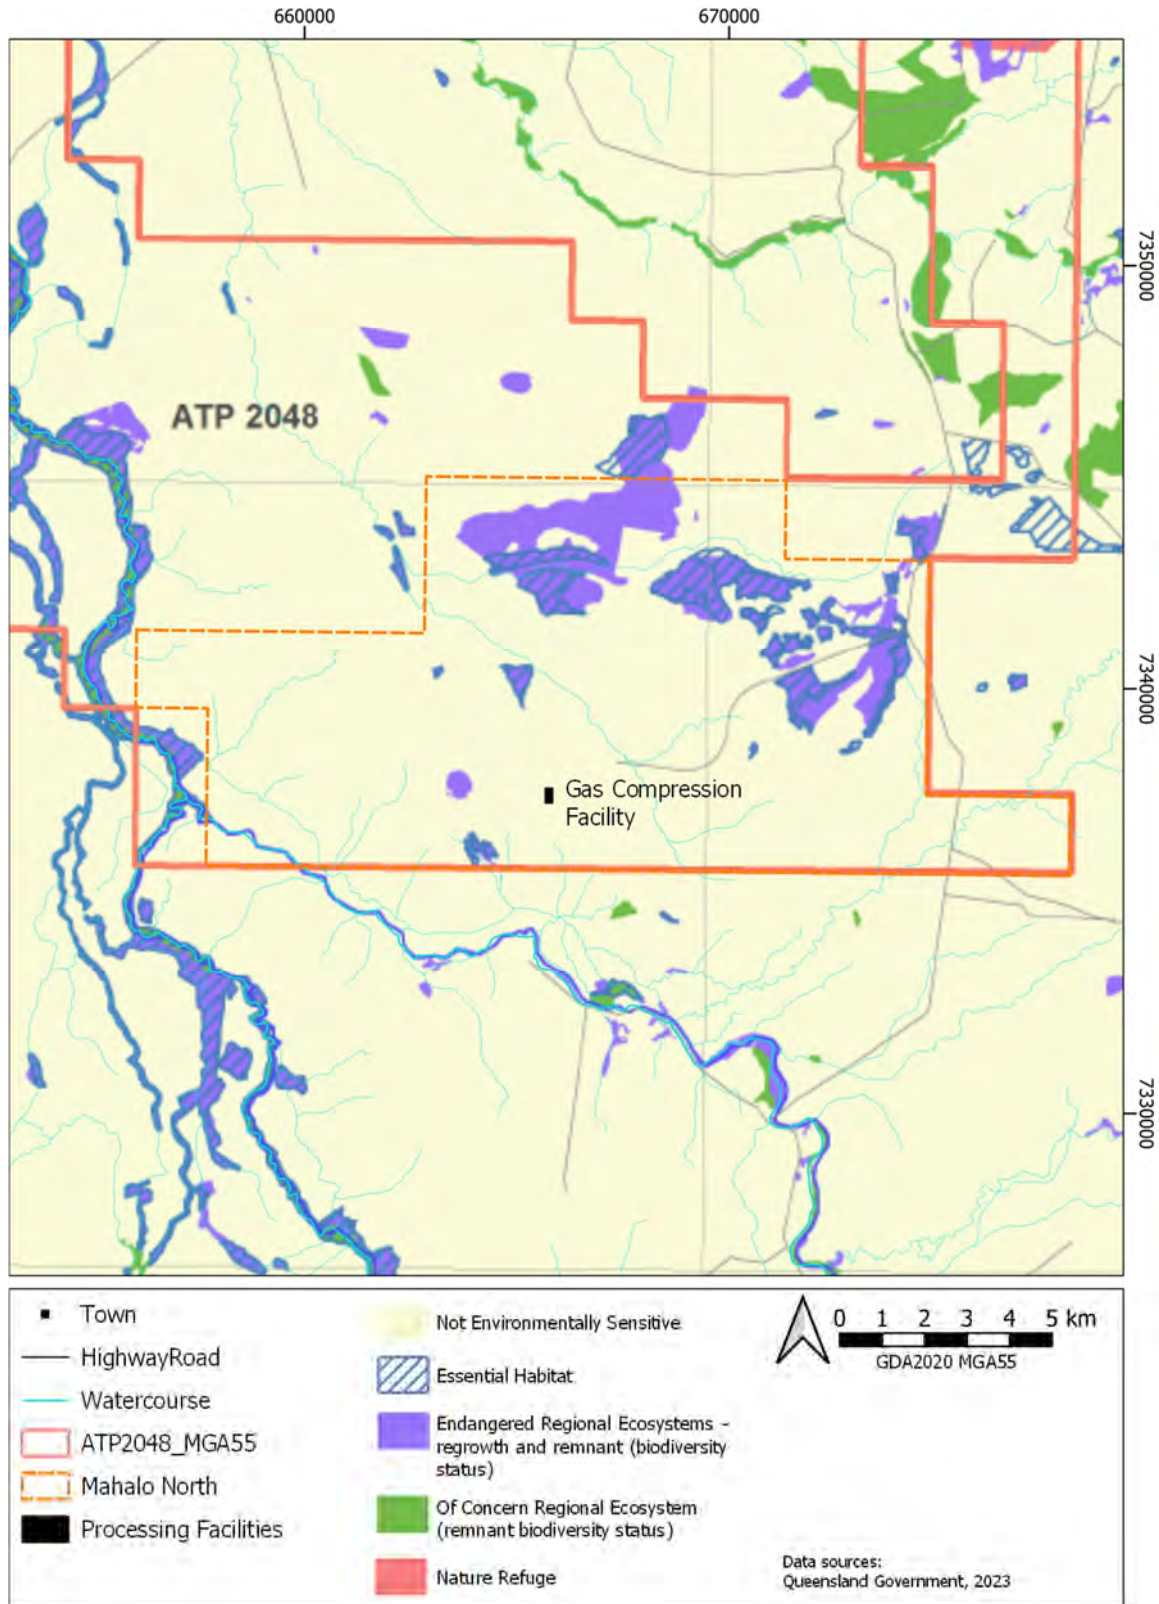 660000
670000
7350000
ATP 2048
7340000
Gas Compression
Facility
7330000
Town
HighwayRoad
Watercourse
ATP2048_MGA55
Mahalo North
Processing Facilities
Not Environmentally Sensitive
Essential Habitat
Endangered Regional Ecosystems -
regrowth and remnant (biodiversity
status)
Of Concern Regional Ecosystem
(remnant biodiversity status)
Nature Refuge
0 1 2 3 4 5 km
GDA2020 MGA55
Data sources:
Queensland Government, 2023